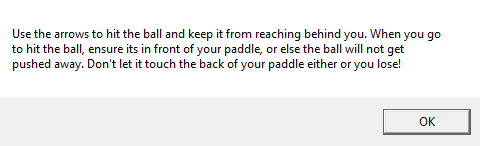 Use the arrows to hit the ball and keep it from reaching behind you. When you go
to hit the ball, ensure its in front of your paddle, or else the ball will not get
pushed away. Don't let it touch the back of your paddle either or you lose!
OK